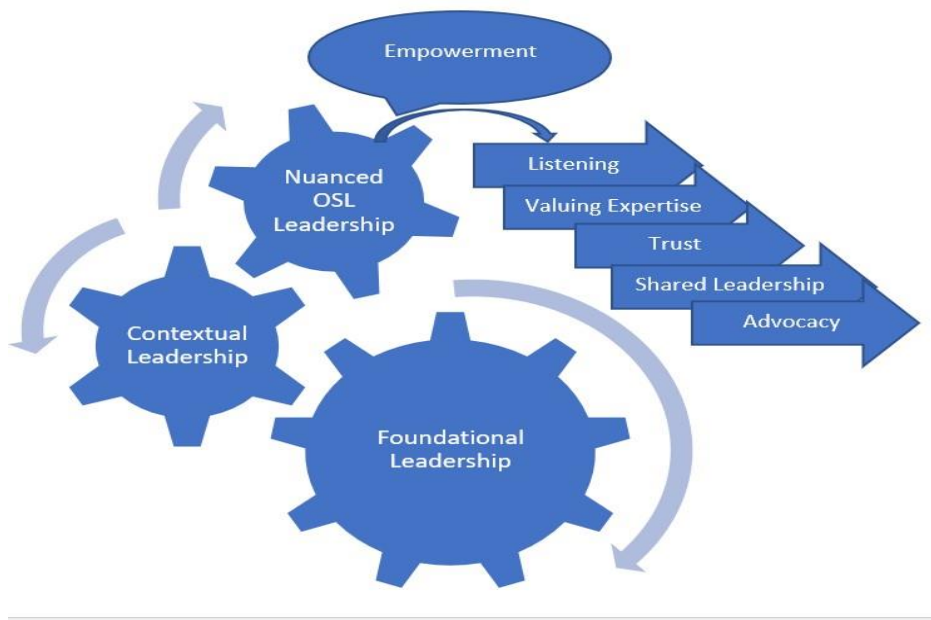 Empowerment
Listening
Nuanced
OSL
Leadership
Valuing Expertise
Trust
Shared Leadership
Advocacy
Contextual
Leadership
Foundational
Leadership